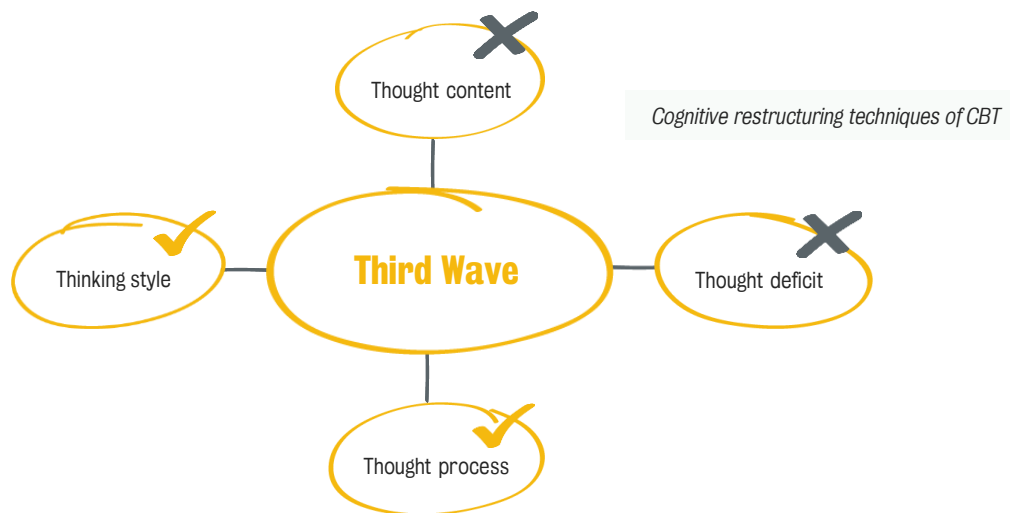 Thought content
Cognitive restructuring techniques of CBT
Thinking style
Third Wave
Thought deficit
Thought process